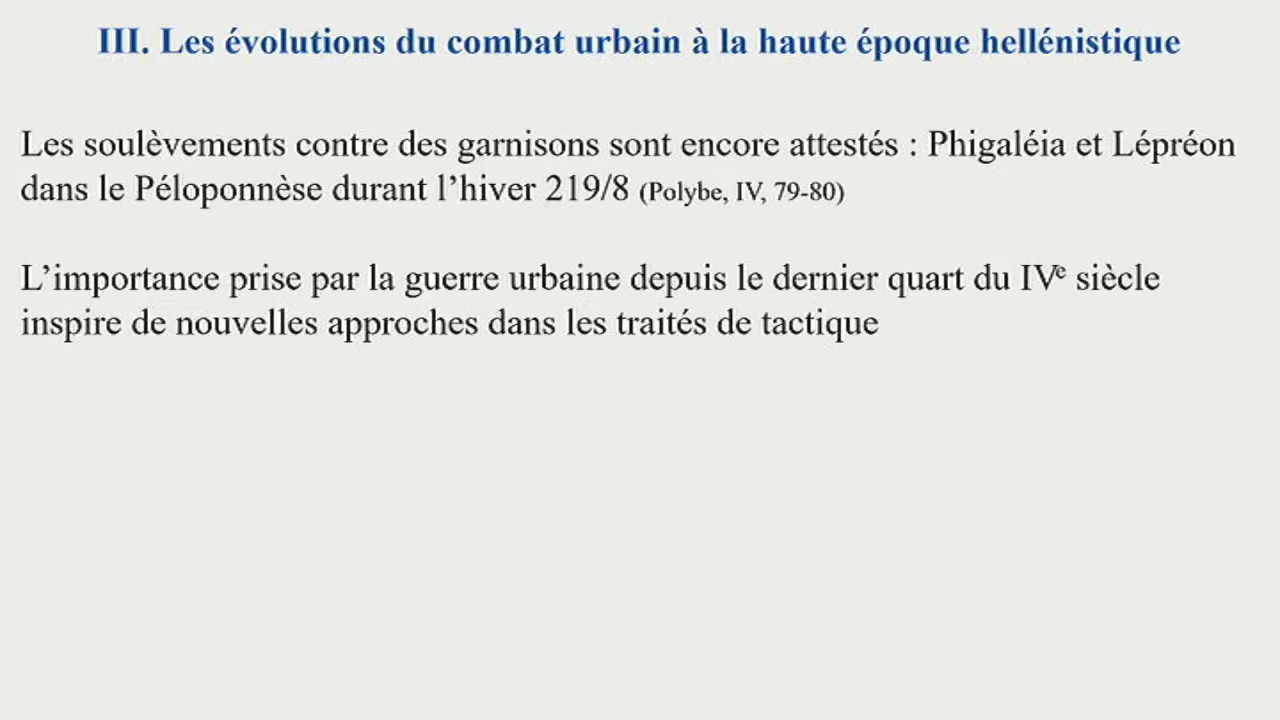 III. Les évolutions du combat urbain à la haute époque hellénistique
Les soulèvements contre des garnisons sont encore attestés : Phigaléia et Lépréon
dans le Péloponnèse durant l’hiver 219/8 (Polybe, IV, 79-80)
L’importance prise par la guerre urbaine depuis le dernier quart du IVᵉ siècle
inspire de nouvelles approches dans les traités de tactique